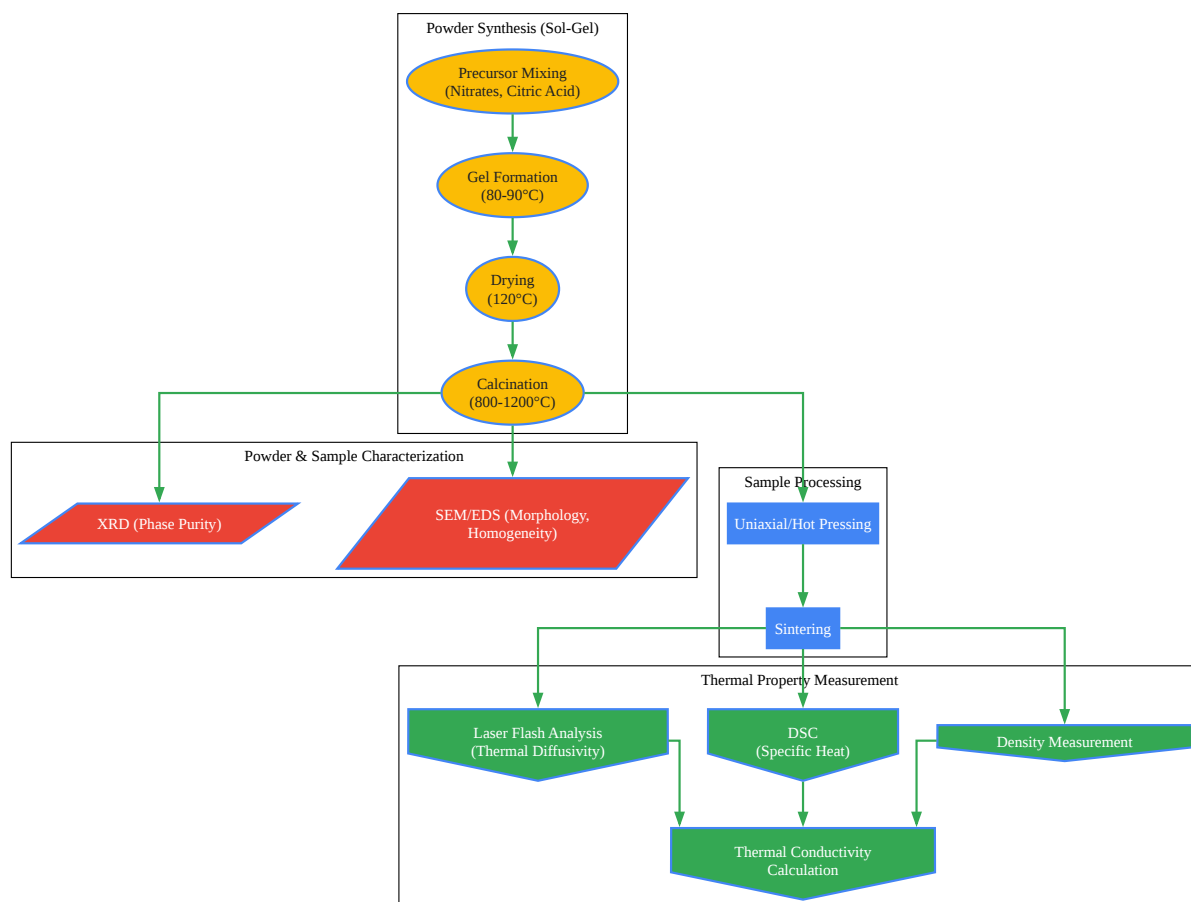 Powder Synthesis (Sol-Gel)
Precursor Mixing
(Nitrates, Citric Acid)
Gel Formation
(80-90°C)
Drying
(120°C)
Calcination
(800-1200°C)
Powder & Sample Characterization
XRD (Phase Purity)
SEM/EDS (Morphology,
Homogeneity)
Sample Processing
Uniaxial/Hot Pressing
Sintering
Thermal Property Measurement
Laser Flash Analysis
(Thermal Diffusivity)
DSC
(Specific Heat)
Density Measurement
Thermal Conductivity
Calculation